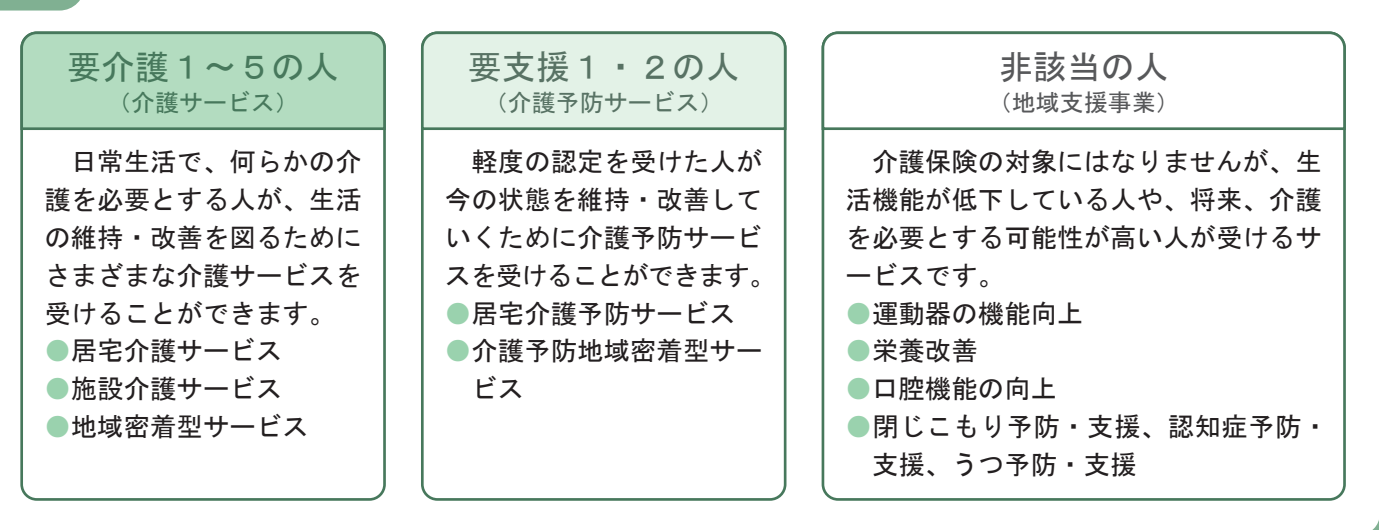 要介護1〜5の人
（介護サービス）
日常生活で、何らかの介
護を必要とする人が、生活
の維持・改善を図るために
さまざまな介護サービスを
受けることができます。
●居宅介護サービス
●施設介護サービス
●地域密着型サービス
要支援1・2の人
（介護予防サービス）
軽度の認定を受けた人が
今の状態を維持・改善して
いくために介護予防サービ
スを受けることができます。
●居宅介護予防サービス
●介護予防地域密着型サー
ビス
非該当の人
（地域支援事業）
介護保険の対象にはなりませんが、生
活機能が低下している人や、将来、介護
を必要とする可能性が高い人が受けるサ
ービスです。
●運動器の機能向上
●栄養改善
●口腔機能の向上
●閉じこもり予防・支援、認知症予防・
支援、うつ予防・支援